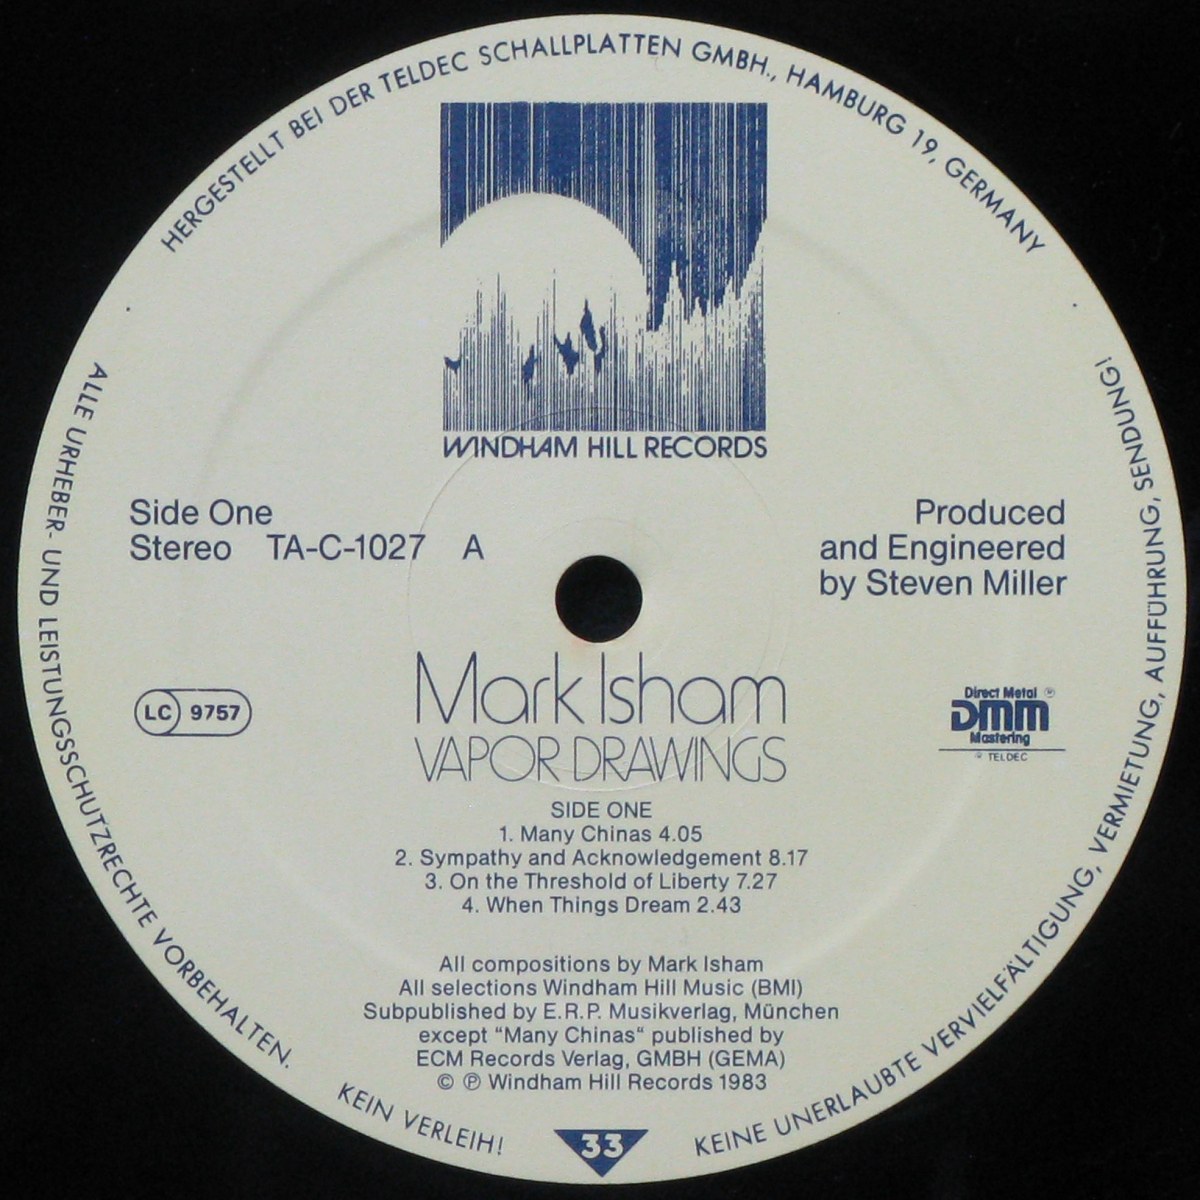 HERGESTELLT BEI DER TELDEC SCHALLPLATTEN GMBH., HAMBURG 19, GERMANY
WINDHAM HILL RECORDS
Side One
Stereo TA-C-1027 A
Produced
and Engineered
by Steven Miller
LC 9757
Direct Metal ®
DMM
Mastering
® TELDEC
Mark Isham
VAPOR DRAWINGS
SIDE ONE
1. Many Chinas 4.05
2. Sympathy and Acknowledgement 8.17
3. On the Threshold of Liberty 7.27
4. When Things Dream 2.43
All compositions by Mark Isham
All selections Windham Hill Music (BMI)
Subpublished by E.R.P. Musikverlag, München
except “Many Chinas“ published by
ECM Records Verlag, GMBH (GEMA)
© ℗ Windham Hill Records 1983
ALLE URHEBER- UND LEISTUNGSSCHUTZRECHTE VORBEHALTEN.
KEIN VERLEIH!
33
KEINE UNERLAUBTE VERVIELFÄLTIGUNG, VERMIETUNG, AUFFÜHRUNG, SENDUNG!